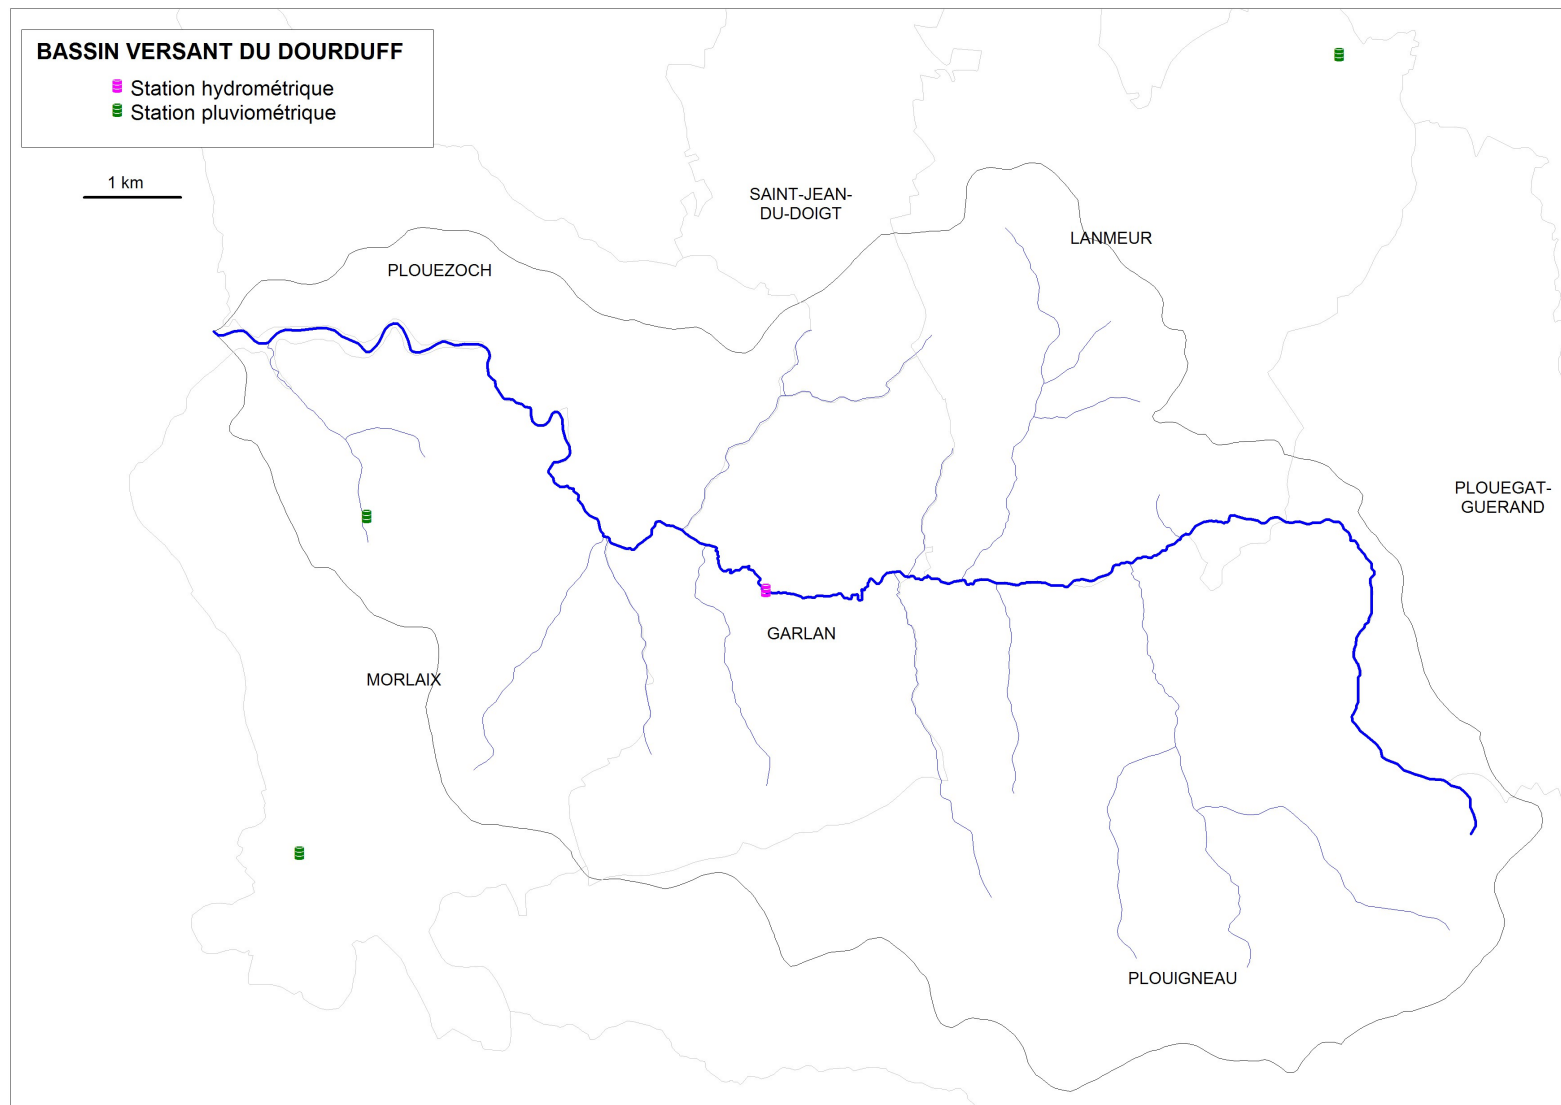 BASSIN VERSANT DU DOURDUFF
Station hydrométrique
Station pluviométrique
1 km
SAINT-JEAN-
DU-DOIGT
LANMEUR
PLOUEZOCH
PLOUEGAT-
GUERAND
GARLAN
MORLAIX
PLOUIGNEAU